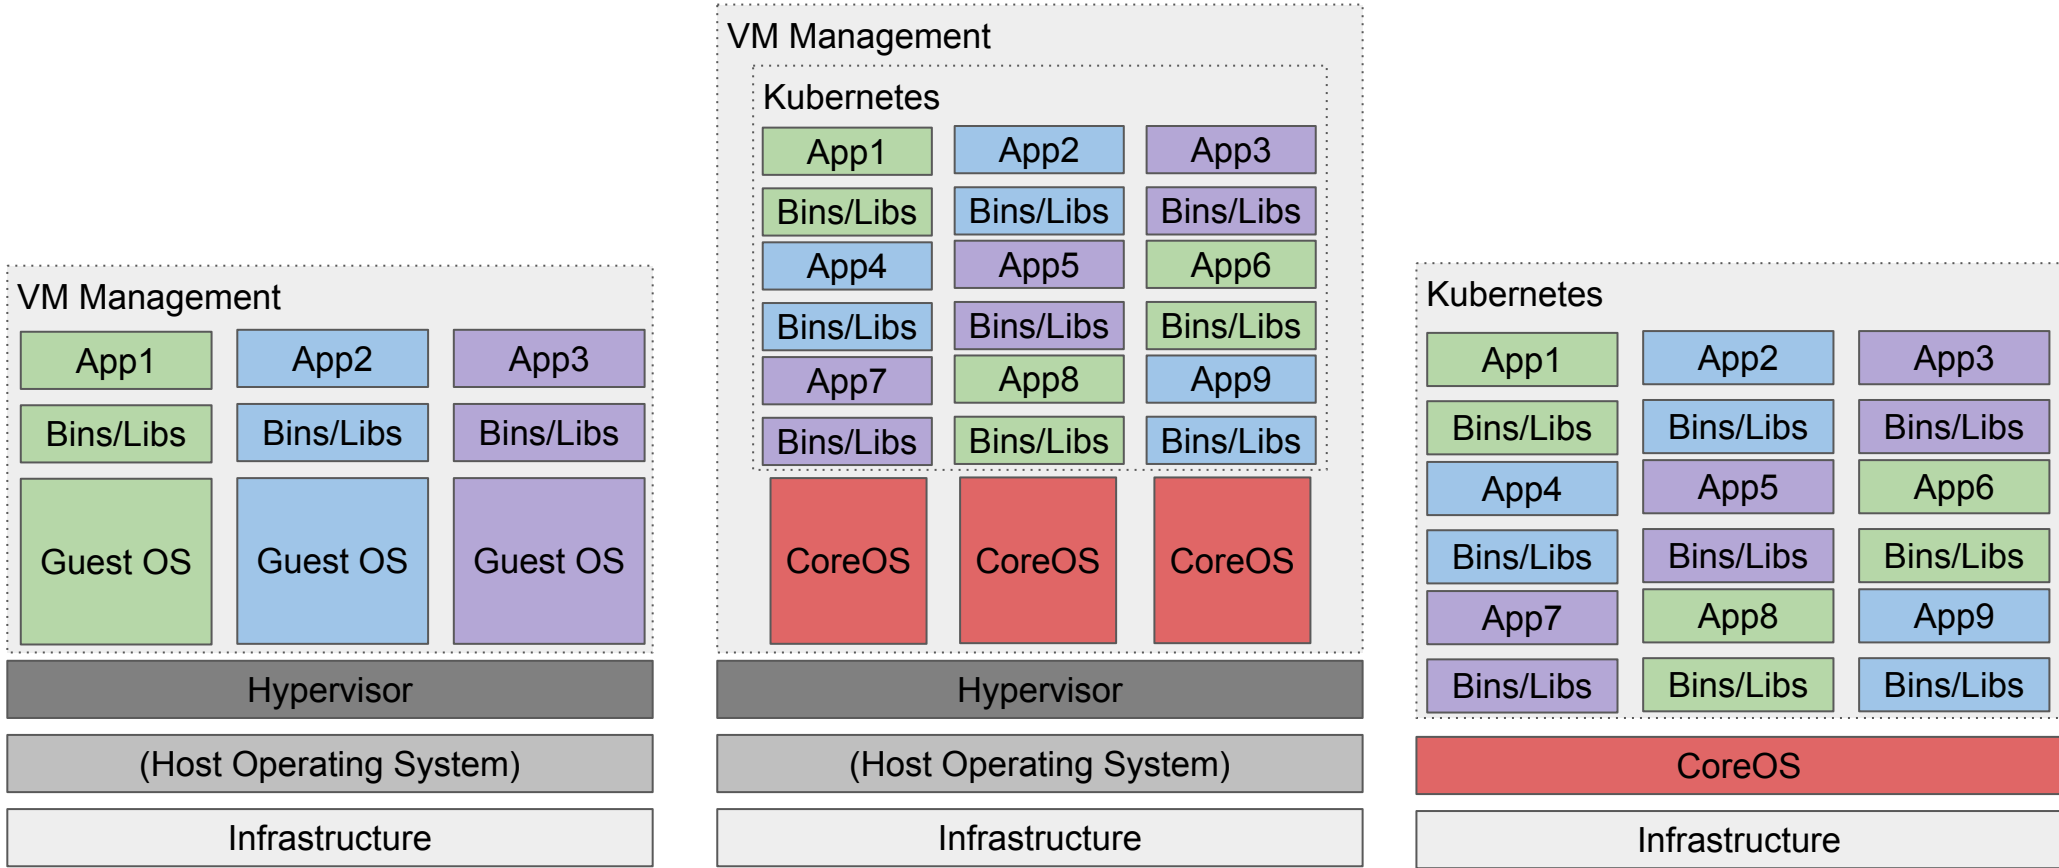 VM Management
App1
App2
App3
Bins/Libs
Bins/Libs
Bins/Libs
Guest OS
Guest OS
Guest OS
Hypervisor
(Host Operating System)
Infrastructure
VM Management
Kubernetes
App1
App2
App3
Bins/Libs
Bins/Libs
Bins/Libs
App4
App5
App6
Bins/Libs
Bins/Libs
Bins/Libs
App7
App8
App9
Bins/Libs
Bins/Libs
Bins/Libs
CoreOS
CoreOS
CoreOS
Hypervisor
(Host Operating System)
Infrastructure
Kubernetes
App1
App2
App3
Bins/Libs
Bins/Libs
Bins/Libs
App4
App5
App6
Bins/Libs
Bins/Libs
Bins/Libs
App7
App8
App9
Bins/Libs
Bins/Libs
Bins/Libs
CoreOS
Infrastructure